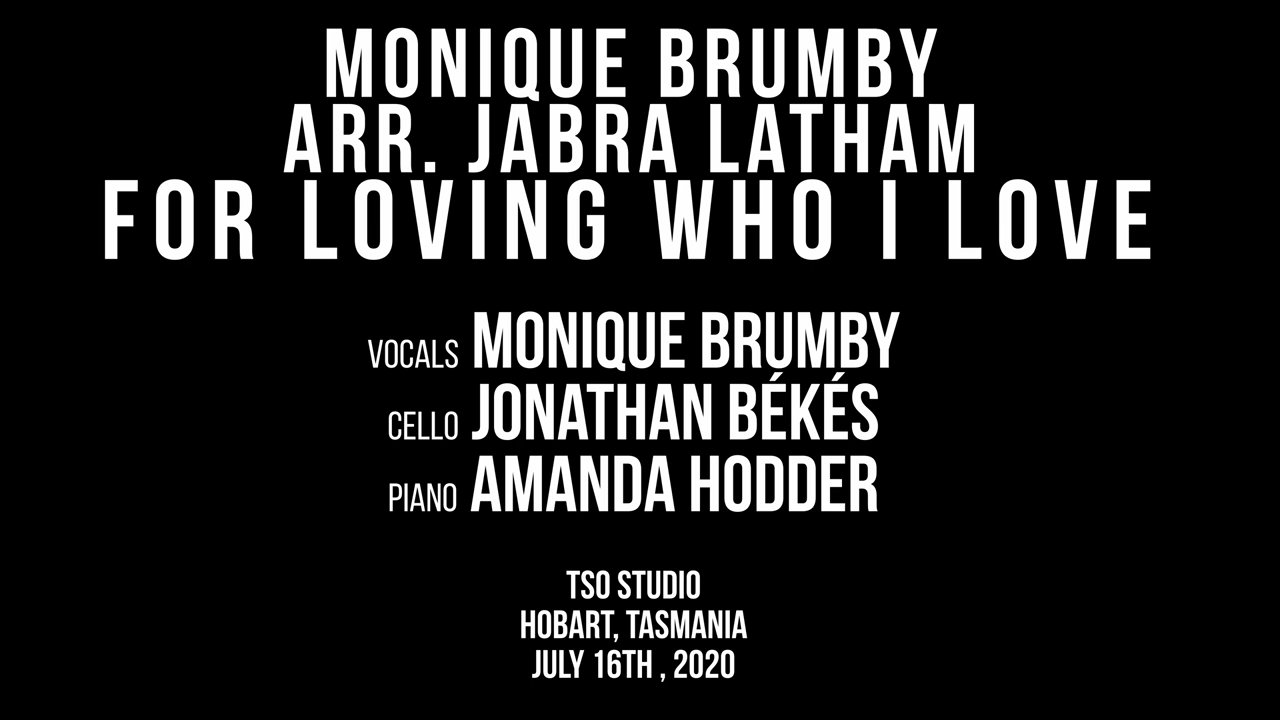 MONIQUE BRUMBY
ARR. JABRA LATHAM
FOR LOVING WHO I LOVE
VOCALS MONIQUE BRUMBY
CELLO JONATHAN BÉKÉS
PIANO AMANDA HODDER
TSO STUDIO
HOBART, TASMANIA
JULY 16TH , 2020